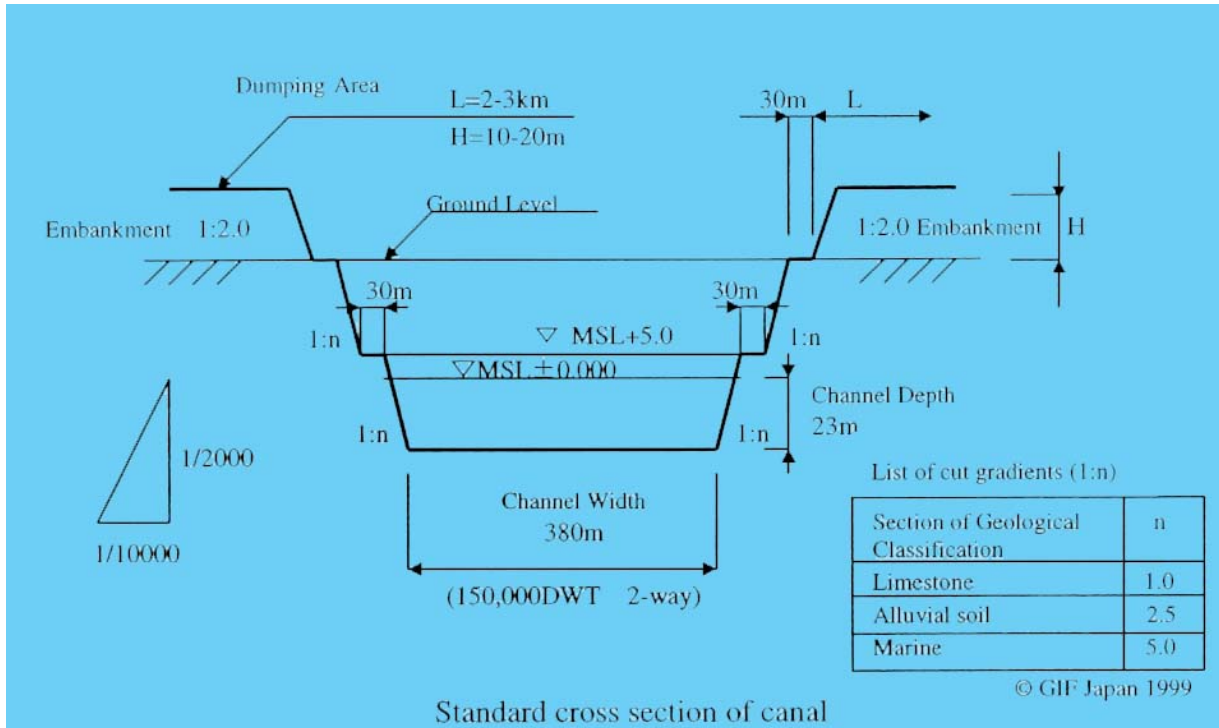 Dumping Area
L=2-3km
H=10-20m
30m
L
Ground Level
Embankment 1:2.0
1:2.0 Embankment
H
30m
30m
1:n
▽ MSL+5.0
1:n
▽MSL±0.000
Channel Depth
23m
1:n
1:n
1/2000
1/10000
Channel Width
380m
(150,000DWT 2-way)
List of cut gradients (1:n)
Section of Geological Classification n
Limestone 1.0
Alluvial soil 2.5
Marine 5.0
© GIF Japan 1999
Standard cross section of canal